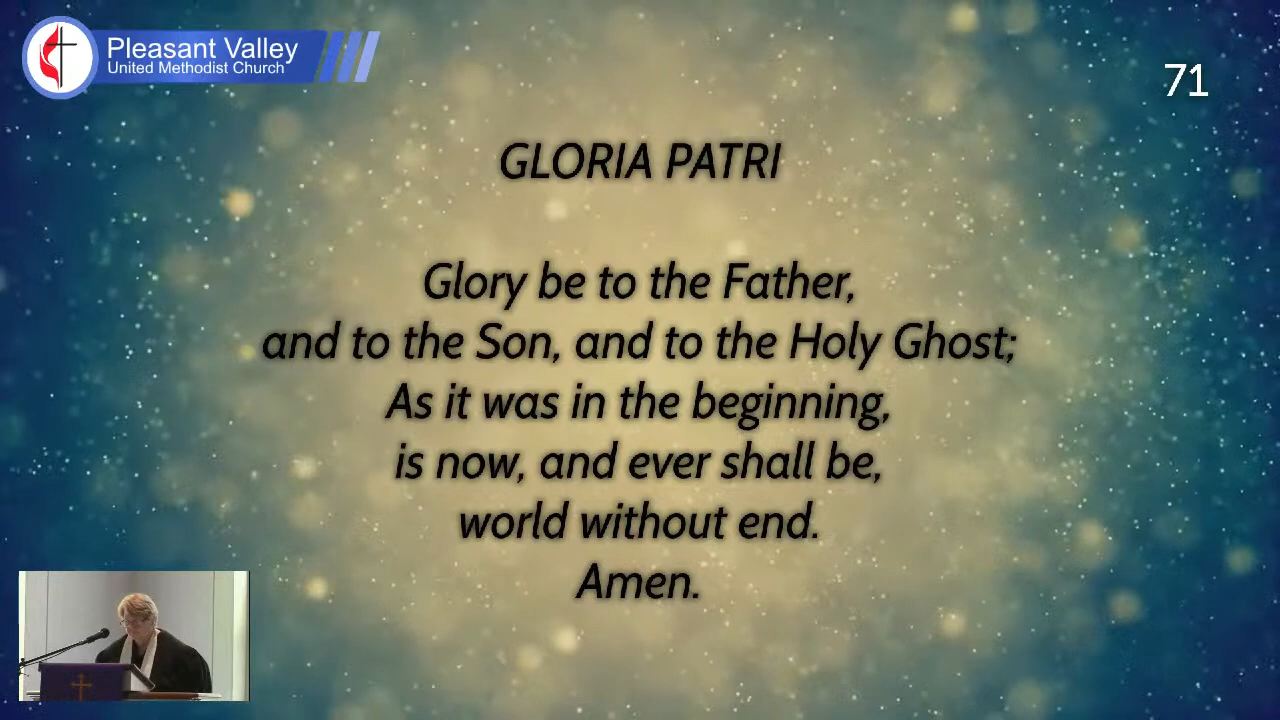 Pleasant Valley
United Methodist Church
71
GLORIA PATRI
Glory be to the Father,
and to the Son, and to the Holy Ghost;
As it was in the beginning,
is now, and ever shall be,
world without end.
Amen.